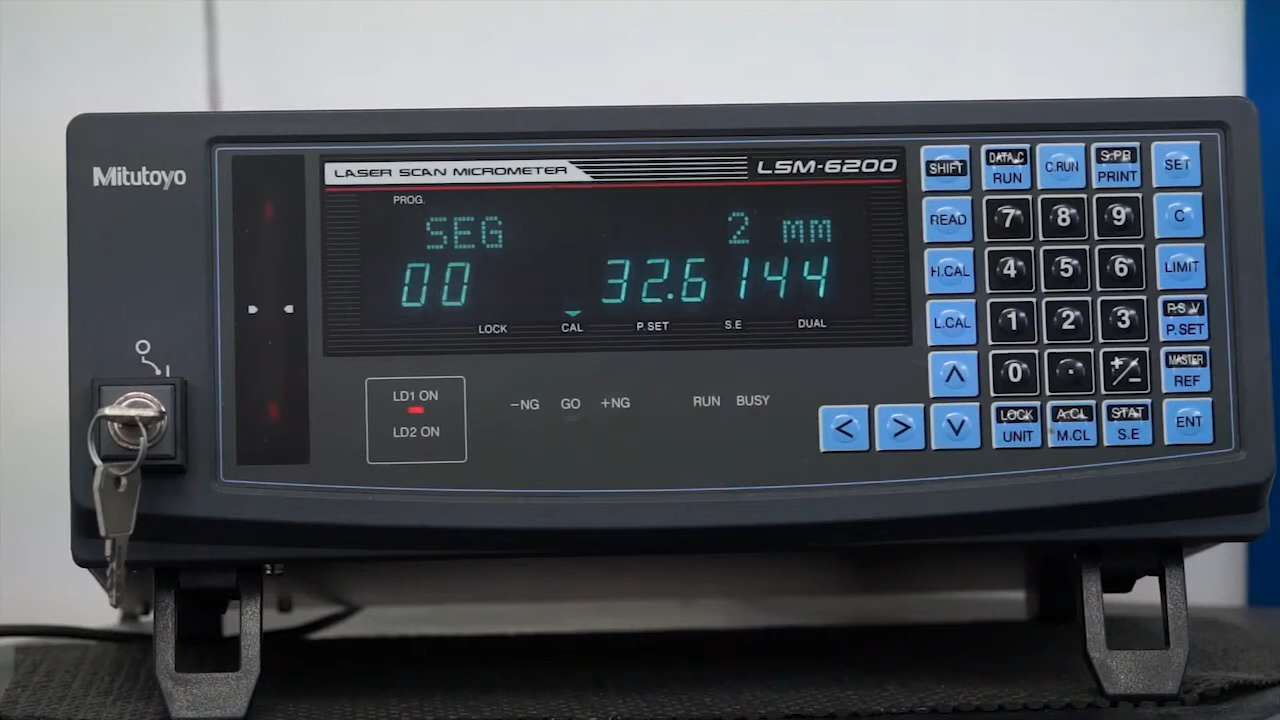 Mitutoyo
LASER SCAN MICROMETER
LSM-6200
PROG.
SEG 2 mm
00 32.6144
LOCK CAL P.SET S.E DUAL
LD1 ON
LD2 ON
-NG GO +NG RUN BUSY
SHIFT DATA,C RUN C.RUN S.PR PRINT SET
READ 7 8 9 C
H.CAL 4 5 6 LIMIT
L.CAL 1 2 3 P.S.V P.SET
Λ 0 . +/− MASTER REF
< > V LOCK UNIT A.CL M.CL STAT S.E ENT
O
I